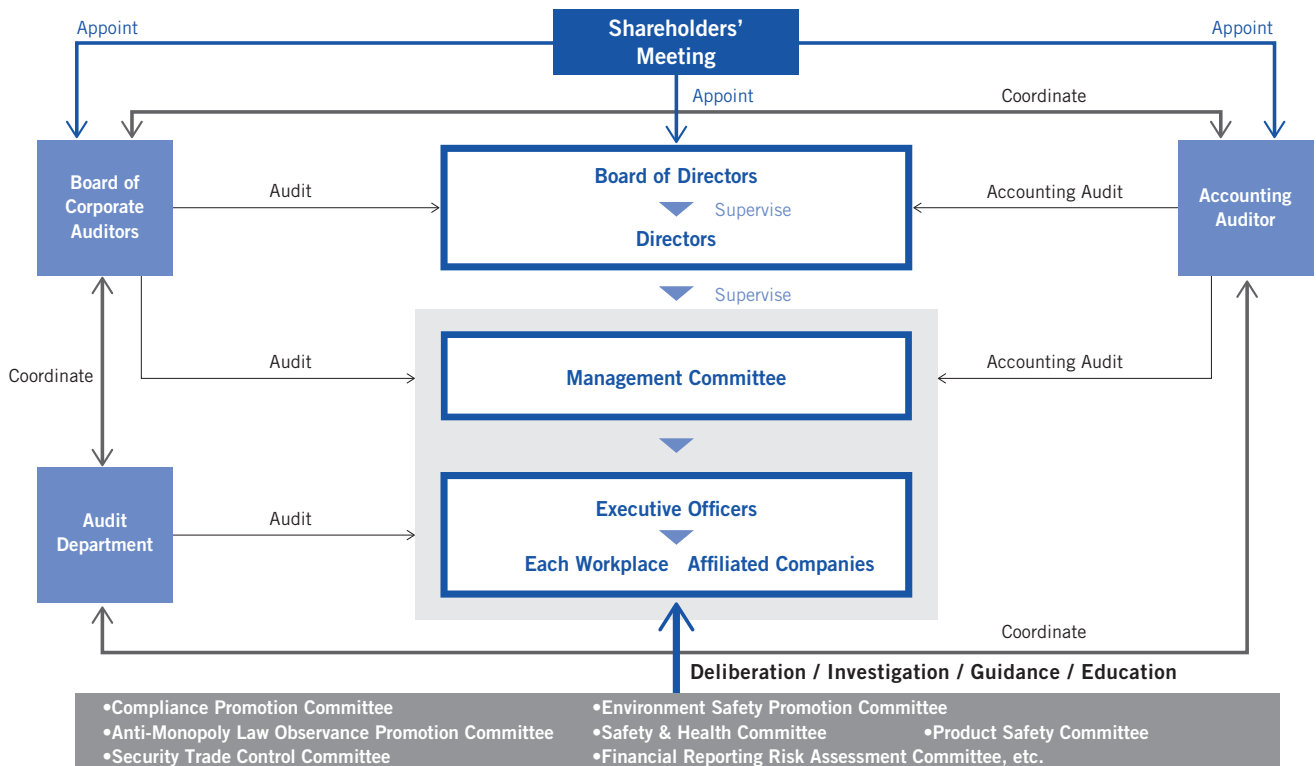 Appoint
Shareholders’
Meeting
Appoint
Appoint
Coordinate
Board of
Corporate
Auditors
Audit
Board of Directors
Supervise
Directors
Accounting Audit
Accounting
Auditor
Supervise
Coordinate
Audit
Management Committee
Accounting Audit
Audit
Department
Audit
Executive Officers
Each Workplace Affiliated Companies
Coordinate
Deliberation / Investigation / Guidance / Education
•Compliance Promotion Committee
•Anti-Monopoly Law Observance Promotion Committee
•Security Trade Control Committee
•Environment Safety Promotion Committee
•Safety & Health Committee •Product Safety Committee
•Financial Reporting Risk Assessment Committee, etc.